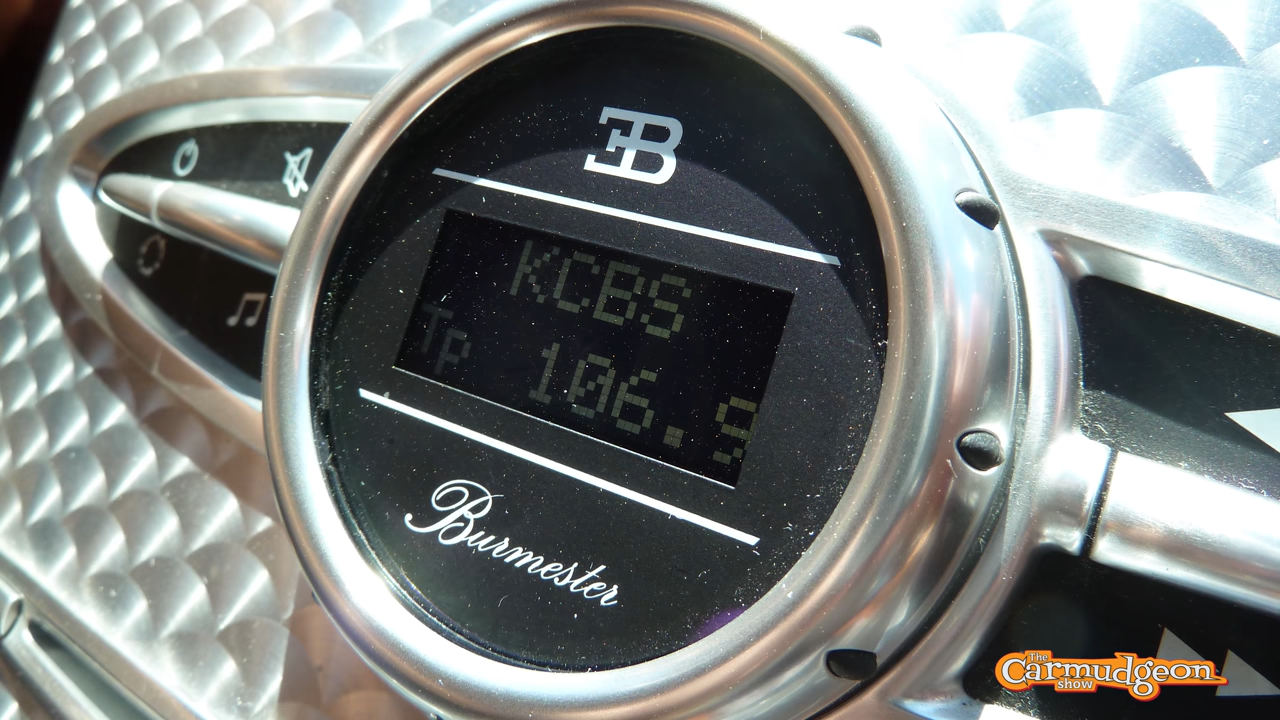 EB
KCBS
TP 106.9
Burmester
The
Carmudgeon
show